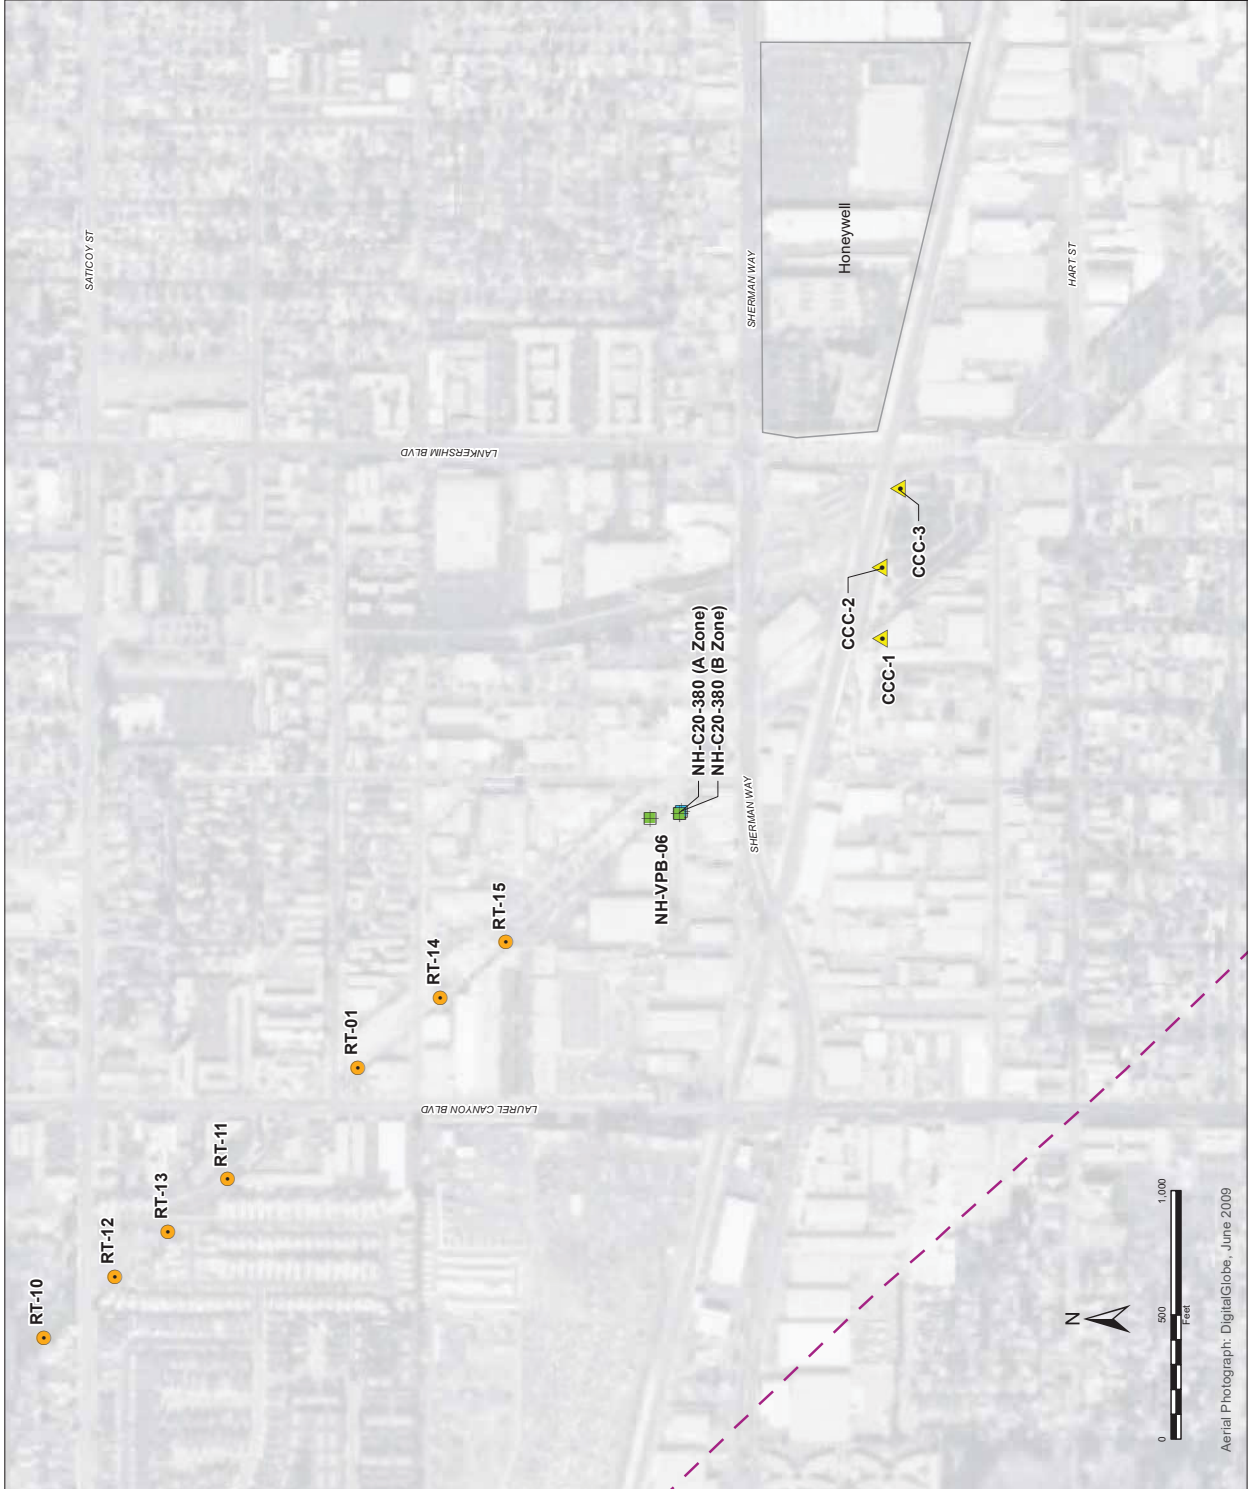 RT-10
RT-12
RT-13
RT-11
RT-01
RT-14
RT-15
SATICOY ST
LANKERSHIM BLVD
LAUREL CANYON BLVD
NH-VPB-06
NH-C20-380 (A Zone)
NH-C20-380 (B Zone)
SHERMAN WAY
SHERMAN WAY
Honeywell
CCC-1
CCC-2
CCC-3
HART ST
N
0 500 1,000
Feet
Aerial Photograph: DigitalGlobe, June 2009